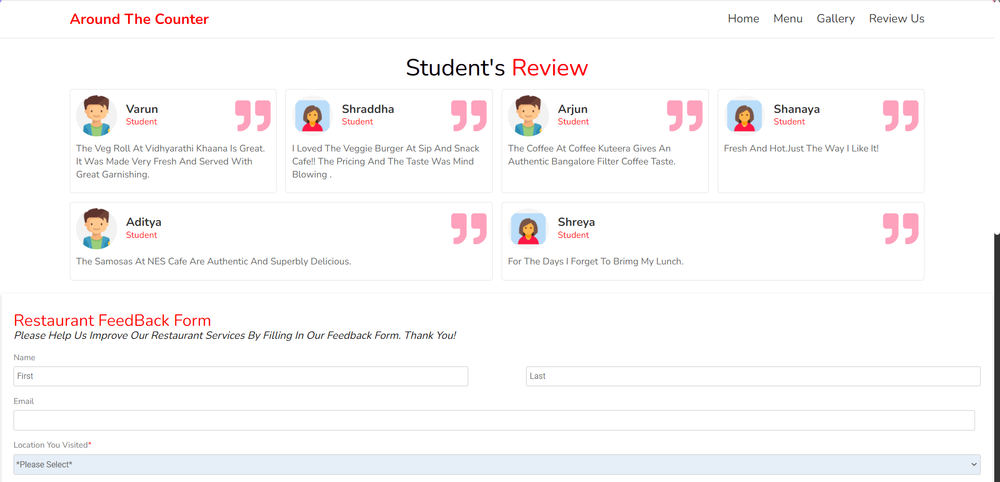 Around The Counter
Home Menu Gallery Review Us
Student's Review
Varun
Student
The Veg Roll At Vidhyarathi Khaana Is Great.
It Was Made Very Fresh And Served With
Great Garnishing.
Shraddha
Student
I Loved The Veggie Burger At Sip And Snack
Cafe!! The Pricing And The Taste Was Mind
Blowing .
Arjun
Student
The Coffee At Coffee Kuteera Gives An
Authentic Bangalore Filter Coffee Taste.
Shanaya
Student
Fresh And Hot.Just The Way I Like It!
Aditya
Student
The Samosas At NES Cafe Are Authentic And Superbly Delicious.
Shreya
Student
For The Days I Forget To Brimg My Lunch.
Restaurant FeedBack Form
Please Help Us Improve Our Restaurant Services By Filling In Our Feedback Form. Thank You!
Name
First
Last
Email
Location You Visited*
*Please Select*